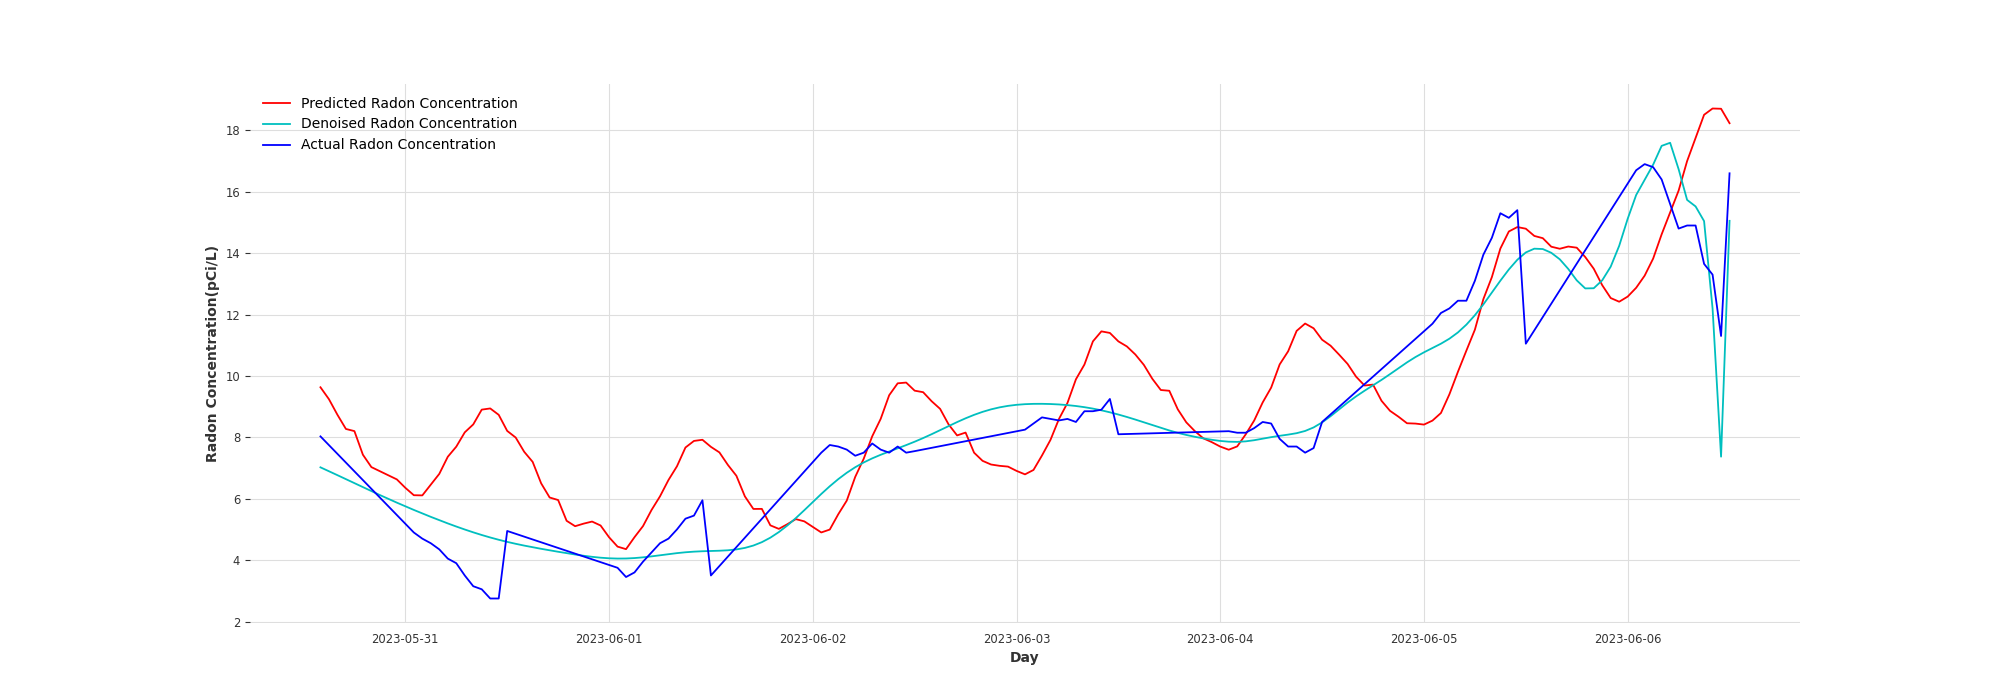 Predicted Radon Concentration
Denoised Radon Concentration
Actual Radon Concentration
Radon Concentration(pCi/L)
18
16
14
12
10
8
6
4
2
2023-05-31 2023-06-01 2023-06-02 2023-06-03 2023-06-04 2023-06-05 2023-06-06
Day